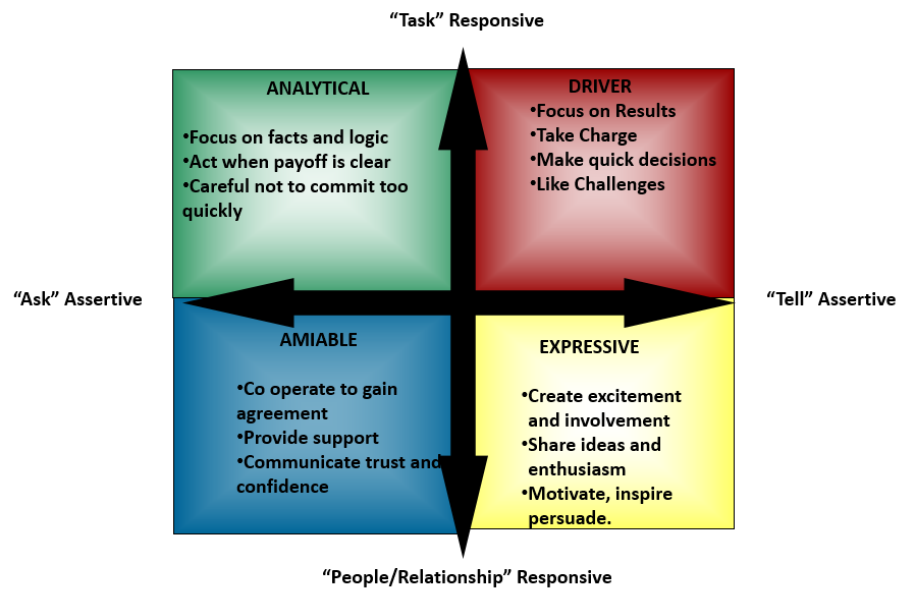 “Task” Responsive
ANALYTICAL
•Focus on facts and logic
•Act when payoff is clear
•Careful not to commit too
quickly
DRIVER
•Focus on Results
•Take Charge
•Make quick decisions
•Like Challenges
“Ask” Assertive
“Tell” Assertive
AMIABLE
•Co operate to gain
agreement
•Provide support
•Communicate trust and
confidence
EXPRESSIVE
•Create excitement
and involvement
•Share ideas and
enthusiasm
•Motivate, inspire
persuade.
“People/Relationship” Responsive